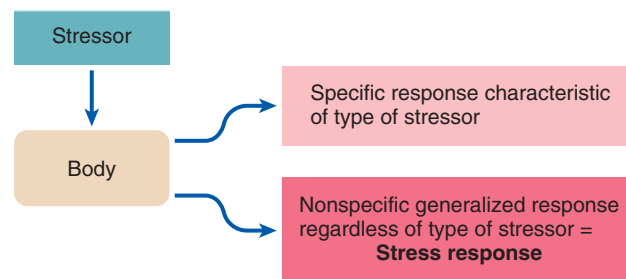 Stressor
Body
Specific response characteristic
of type of stressor
Nonspecific generalized response
regardless of type of stressor =
Stress response